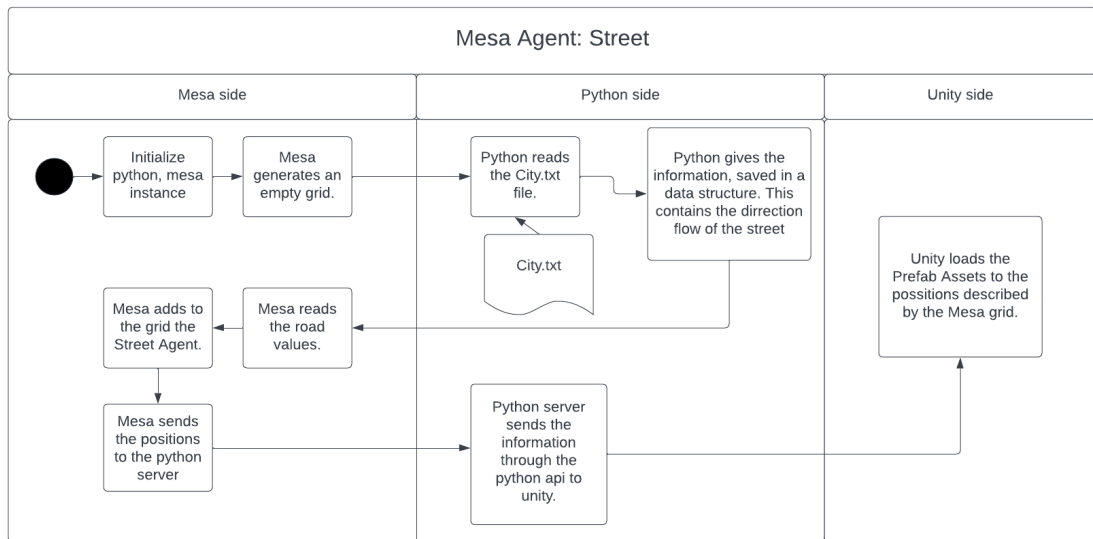 Mesa Agent: Street
Mesa side
Python side
Unity side
Initialize
python, mesa
instance
Mesa
generates an
empty grid.
Python reads
the City.txt
file.
Python gives the
information, saved in a
data structure. This
contains the dirrection
flow of the street
City.txt
Mesa reads
the road
values.
Mesa adds to
the grid the
Street Agent.
Mesa sends
the positions
to the python
server
Python server
sends the
information
through the
python api to
unity.
Unity loads the
Prefab Assets to the
possitions described
by the Mesa grid.